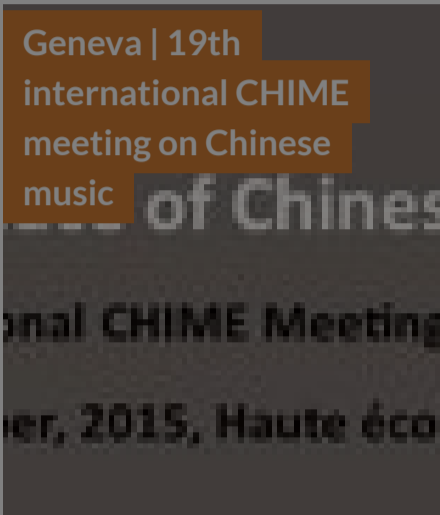 Geneva | 19th
international CHIME
meeting on Chinese
music
of Chines
onal CHIME Meeting
er, 2015, Haute éco